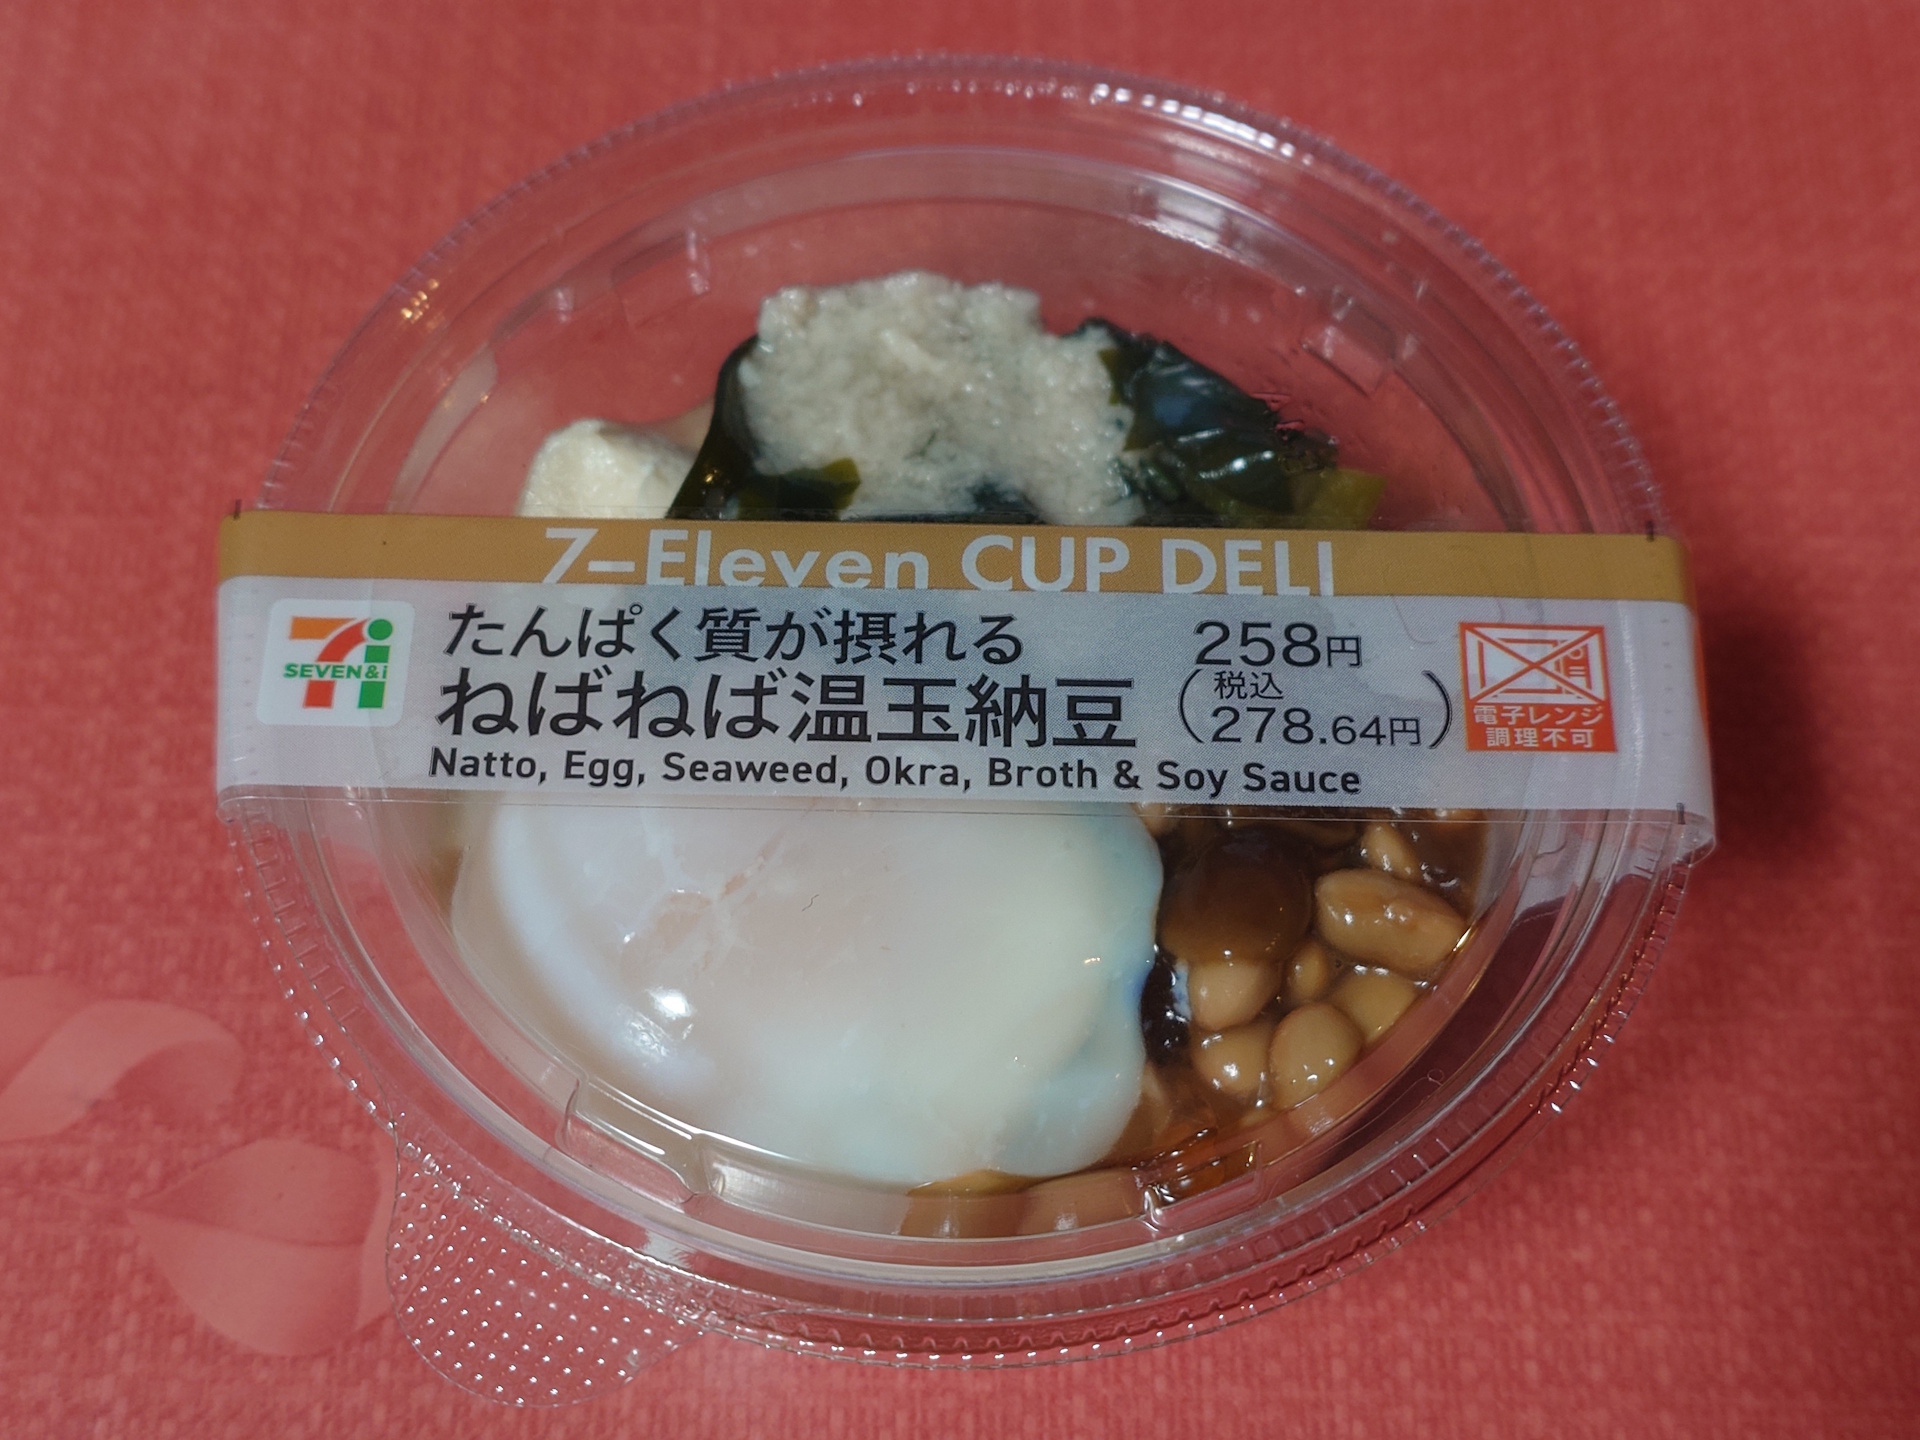 7-Eleven CUP DELI
SEVEN&i
たんぱく質が摂れる
ねばねば温玉納豆
Natto, Egg, Seaweed, Okra, Broth & Soy Sauce
258円
(税込
278.64円)
電子レンジ
調理不可